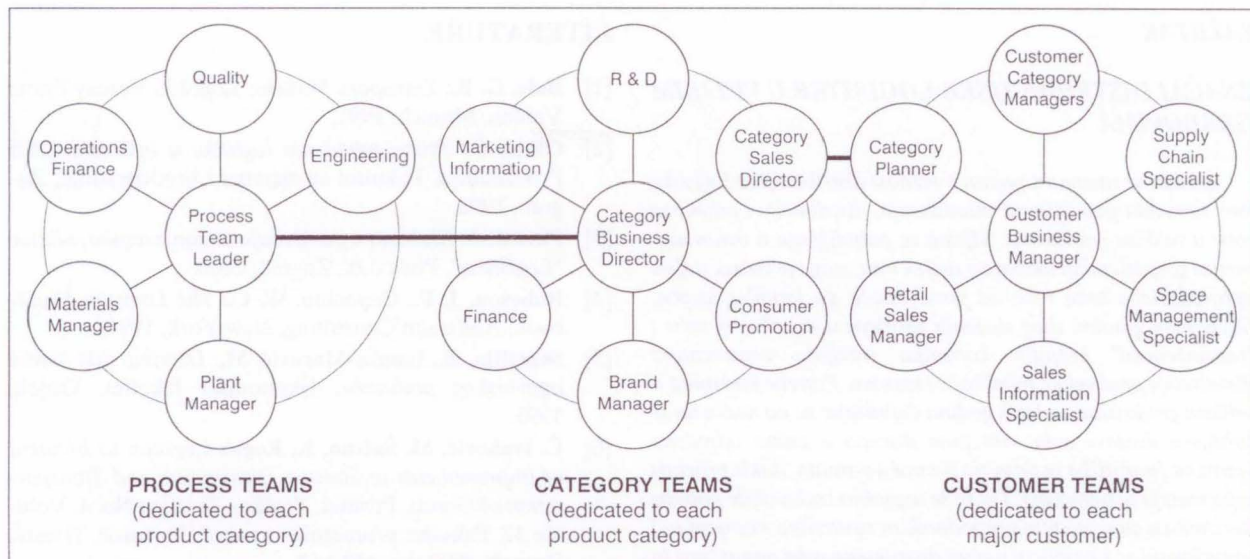 Quality
Operations
Finance
Engineering
Process
Team
Leader
Materials
Manager
Plant
Manager
PROCESS TEAMS
(dedicated to each
product category)
R & D
Marketing
Information
Category
Sales
Director
Category
Business
Director
Finance
Consumer
Promotion
Brand
Manager
CATEGORY TEAMS
(dedicated to each
product category)
Customer
Category
Managers
Category
Planner
Supply
Chain
Specialist
Customer
Business
Manager
Retail
Sales
Manager
Space
Management
Specialist
Sales
Information
Specialist
CUSTOMER TEAMS
(dedicated to each
major customer)